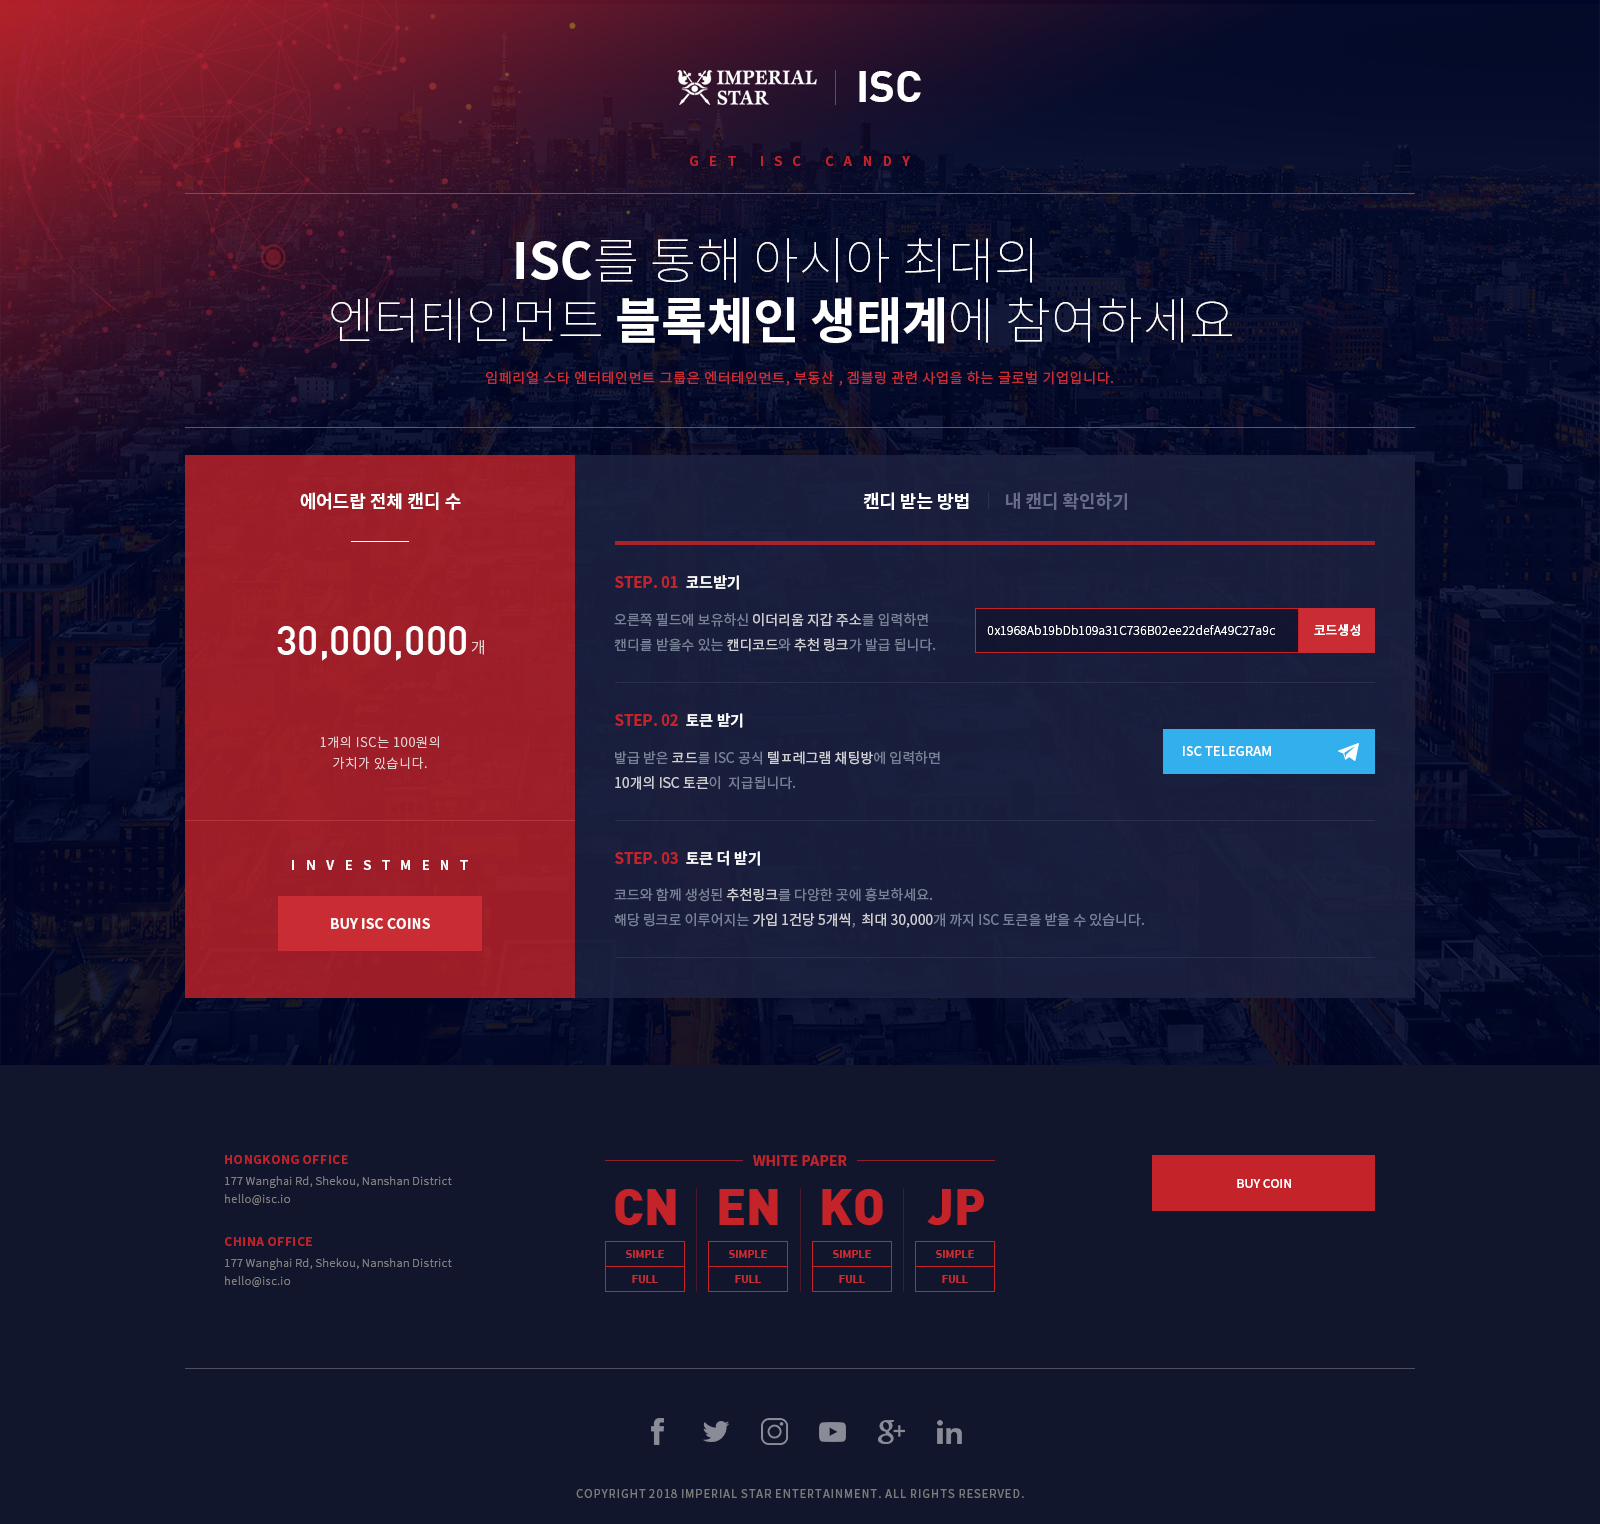 IMPERIAL
STAR
ISC
GET ISC CANDY
ISC를 통해 아시아 최대의
엔터테인먼트 블록체인 생태계에 참여하세요
임페리얼 스타 엔터테인먼트 그룹은 엔터테인먼트, 부동산 , 겜블링 관련 사업을 하는 글로벌 기업입니다.
에어드랍 전체 캔디 수
30,000,000개
1개의 ISC는 100원의
가치가 있습니다.
INVESTMENT
BUY ISC COINS
캔디 받는 방법
내 캔디 확인하기
STEP. 01 코드받기
오른쪽 필드에 보유하신 이더리움 지갑 주소를 입력하면
캔디를 받을수 있는 캔디코드와 추천 링크가 발급 됩니다.
0x1968Ab19bDb109a31C736B02ee22defA49C27a9c
코드생성
STEP. 02 토큰 받기
발급 받은 코드를 ISC 공식 텔ㅍ레그램 채팅방에 입력하면
10개의 ISC 토큰이 지급됩니다.
ISC TELEGRAM
STEP. 03 토큰 더 받기
코드와 함께 생성된 추천링크를 다양한 곳에 홍보하세요.
해당 링크로 이루어지는 가입 1건당 5개씩, 최대 30,000개 까지 ISC 토큰을 받을 수 있습니다.
HONGKONG OFFICE
177 Wanghai Rd, Shekou, Nanshan District
hello@isc.io
CHINA OFFICE
177 Wanghai Rd, Shekou, Nanshan District
hello@isc.io
WHITE PAPER
CN
SIMPLE
FULL
EN
SIMPLE
FULL
KO
SIMPLE
FULL
JP
SIMPLE
FULL
BUY COIN
COPYRIGHT 2018 IMPERIAL STAR ENTERTAINMENT. ALL RIGHTS RESERVED.